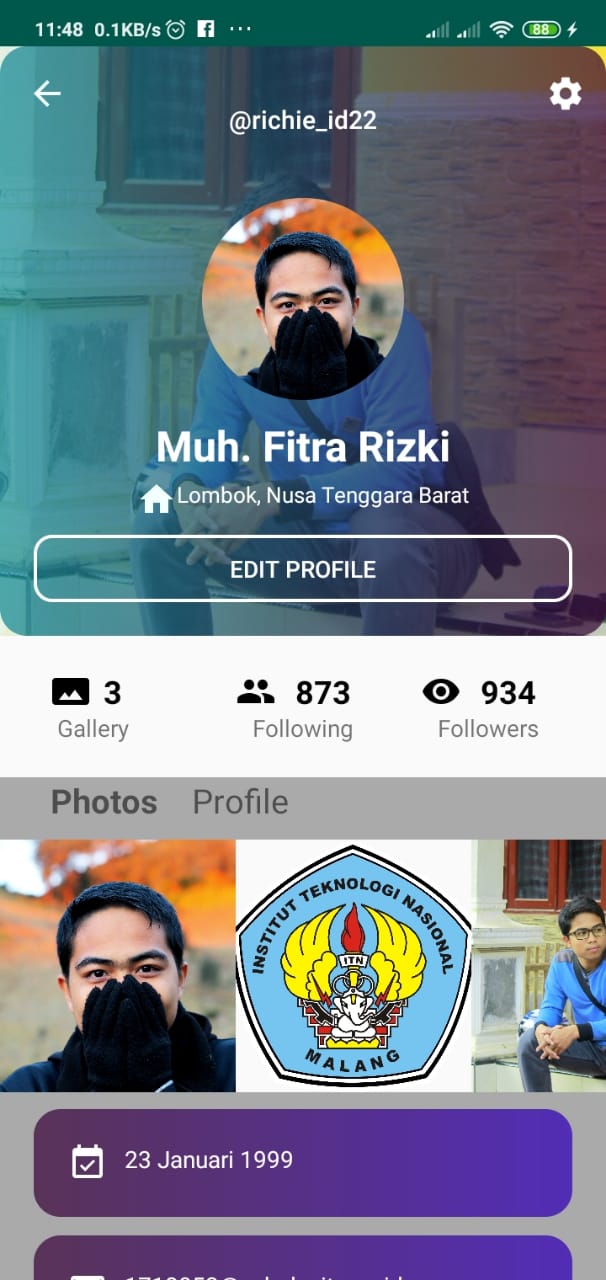 11:48 0.1KB/s ...
88
@richie_id22
Muh. Fitra Rizki
Lombok, Nusa Tenggara Barat
EDIT PROFILE
3 873 934
Gallery Following Followers
Photos Profile
INSTITUT TEKNOLOGI NASIONAL
ITN
MALANG
23 Januari 1999